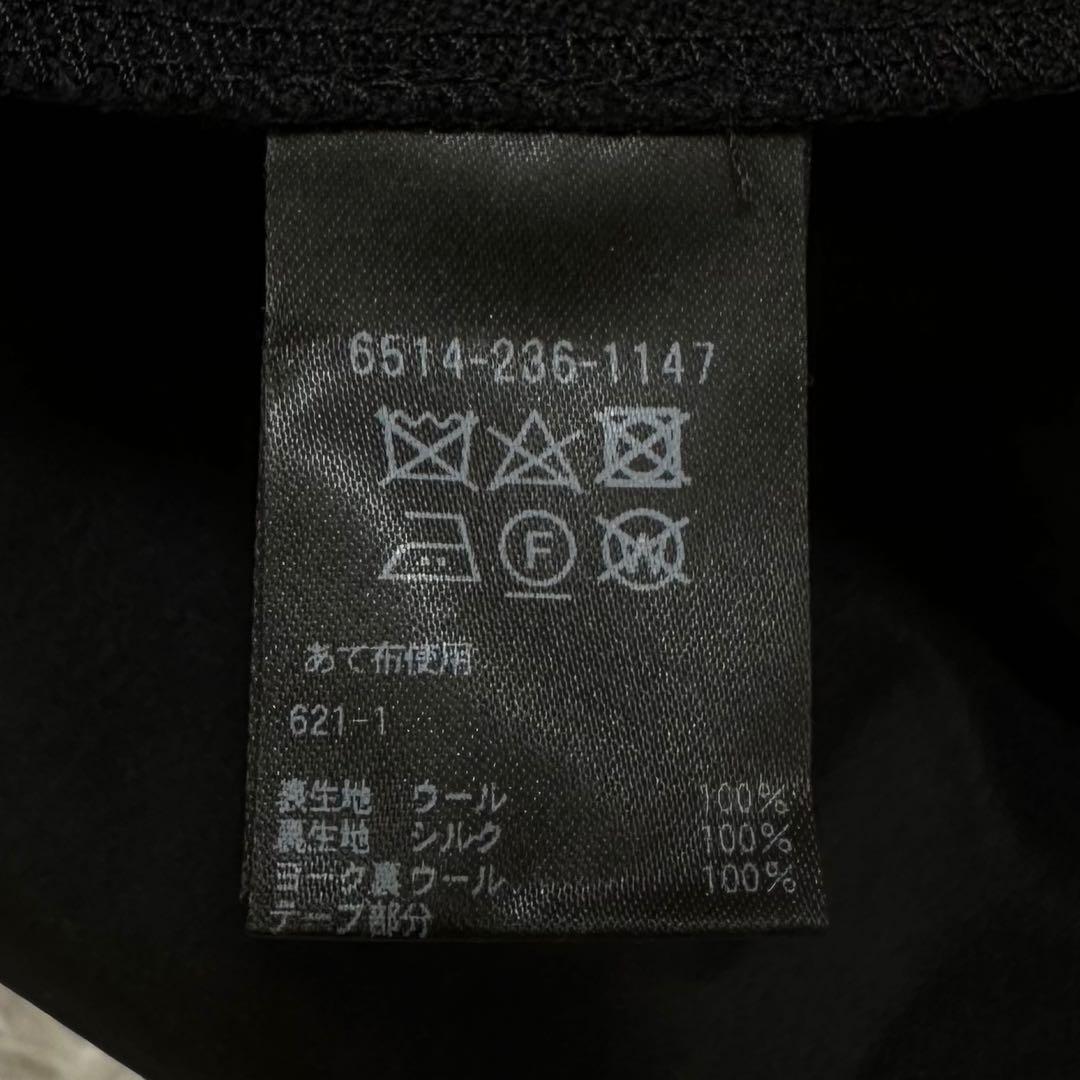 6514-236-1147
F
W
あて布使用
621-1
表生地 ウール 100%
裏生地 シルク 100%
ヨーク裏ウール 100%
テープ部分